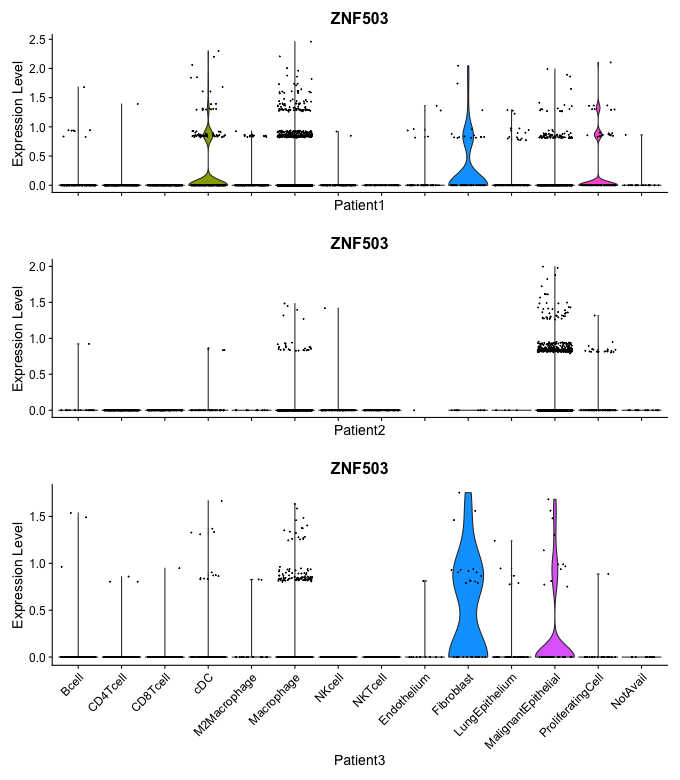 ZNF503
Expression Level
2.5
2.0
1.5
1.0
0.5
0.0
Patient1
ZNF503
Expression Level
2.0
1.5
1.0
0.5
0.0
Patient2
ZNF503
Expression Level
1.5
1.0
0.5
0.0
Bcell
CD4Tcell
CD8Tcell
cDC
M2Macrophage
Macrophage
NKcell
NKTcell
Endothelium
Fibroblast
LungEpithelium
MalignantEpithelial
ProliferatingCell
NotAvail
Patient3